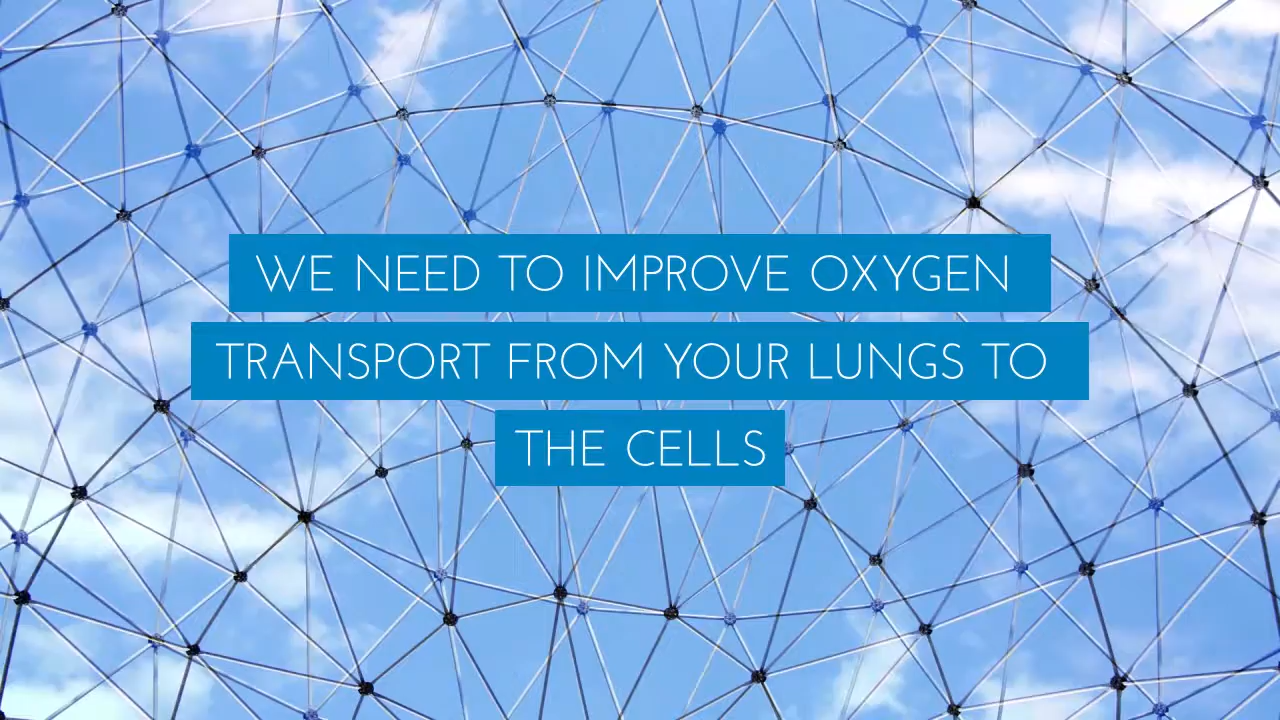 WE NEED TO IMPROVE OXYGEN
TRANSPORT FROM YOUR LUNGS TO
THE CELLS